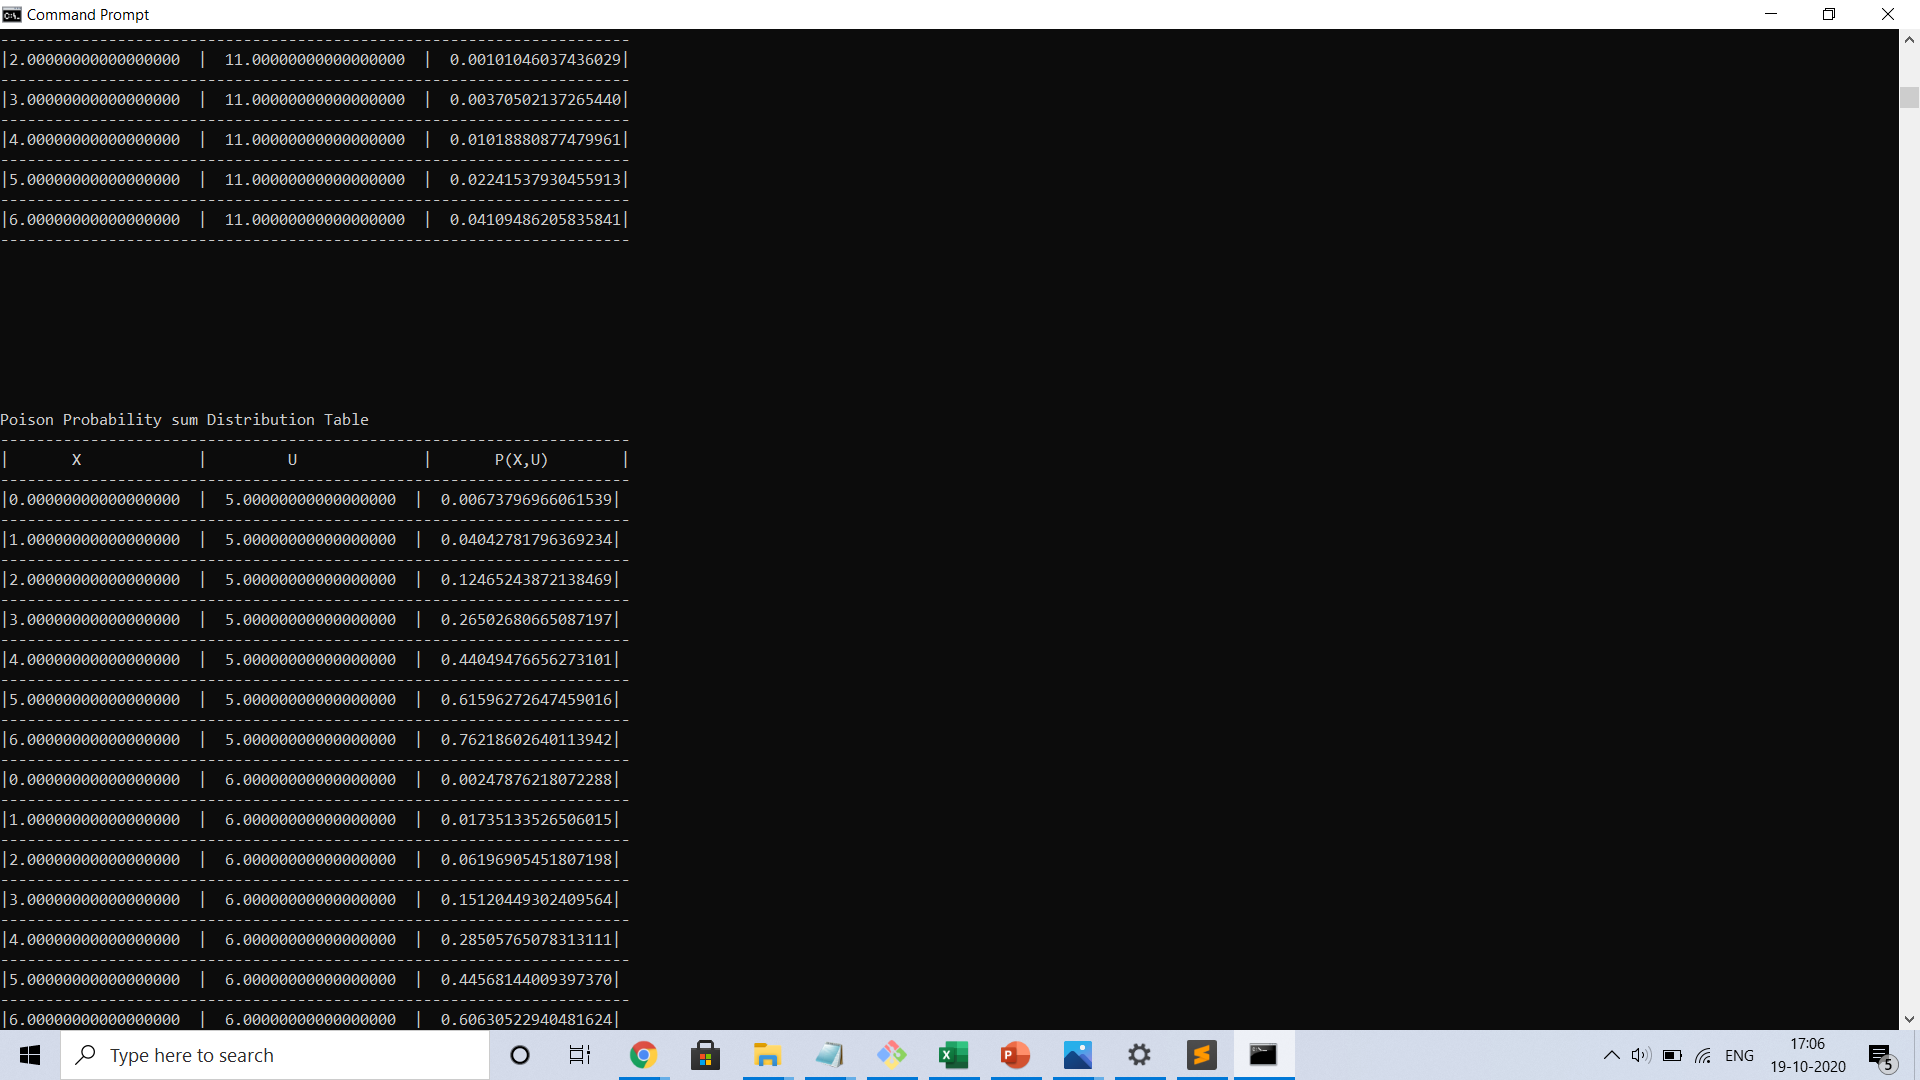 Command Prompt
----------------------------------------------------------------------
|2.00000000000000000  |  11.00000000000000000  |  0.00101046037436029|
----------------------------------------------------------------------
|3.00000000000000000  |  11.00000000000000000  |  0.00370502137265440|
----------------------------------------------------------------------
|4.00000000000000000  |  11.00000000000000000  |  0.01018880877479961|
----------------------------------------------------------------------
|5.00000000000000000  |  11.00000000000000000  |  0.02241537930455913|
----------------------------------------------------------------------
|6.00000000000000000  |  11.00000000000000000  |  0.04109486205835841|
----------------------------------------------------------------------
Poison Probability sum Distribution Table
----------------------------------------------------------------------
|       X             |         U              |       P(X,U)        |
----------------------------------------------------------------------
|0.00000000000000000  |  5.00000000000000000  |  0.00673796966061539|
----------------------------------------------------------------------
|1.00000000000000000  |  5.00000000000000000  |  0.04042781796369234|
----------------------------------------------------------------------
|2.00000000000000000  |  5.00000000000000000  |  0.12465243872138469|
----------------------------------------------------------------------
|3.00000000000000000  |  5.00000000000000000  |  0.26502680665087197|
----------------------------------------------------------------------
|4.00000000000000000  |  5.00000000000000000  |  0.44049476656273101|
----------------------------------------------------------------------
|5.00000000000000000  |  5.00000000000000000  |  0.61596272647459016|
----------------------------------------------------------------------
|6.00000000000000000  |  5.00000000000000000  |  0.76218602640113942|
----------------------------------------------------------------------
|0.00000000000000000  |  6.00000000000000000  |  0.00247876218072288|
----------------------------------------------------------------------
|1.00000000000000000  |  6.00000000000000000  |  0.01735133526506015|
----------------------------------------------------------------------
|2.00000000000000000  |  6.00000000000000000  |  0.06196905451807198|
----------------------------------------------------------------------
|3.00000000000000000  |  6.00000000000000000  |  0.15120449302409564|
----------------------------------------------------------------------
|4.00000000000000000  |  6.00000000000000000  |  0.28505765078313111|
----------------------------------------------------------------------
|5.00000000000000000  |  6.00000000000000000  |  0.44568144009397370|
----------------------------------------------------------------------
|6.00000000000000000  |  6.00000000000000000  |  0.60630522940481624|
Type here to search
ENG
17:06
19-10-2020
5